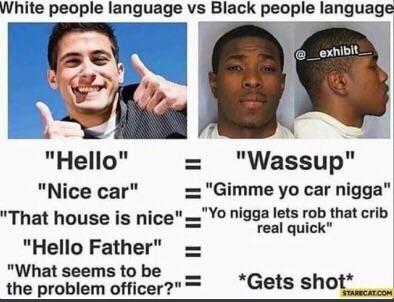 White people language vs Black people language
@__exhibit__
"Hello" = "Wassup"
"Nice car" = "Gimme yo car nigga"
"That house is nice" = "Yo nigga lets rob that crib
real quick"
"Hello Father" =
"What seems to be
the problem officer?" = *Gets shot*
STARECAT.COM